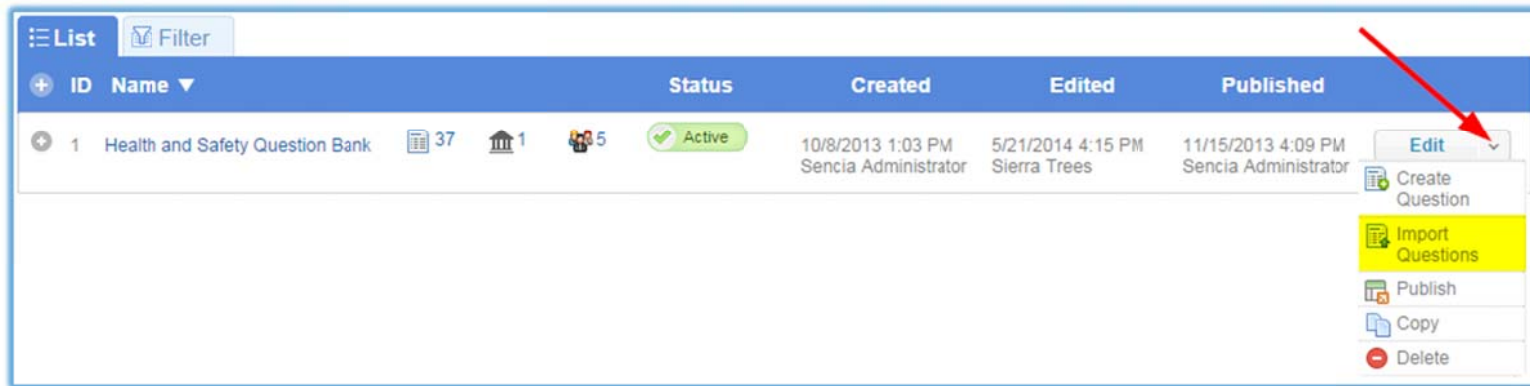 List Filter
ID Name ▼ Status Created Edited Published
1 Health and Safety Question Bank 37 1 5 Active 10/8/2013 1:03 PM 5/21/2014 4:15 PM 11/15/2013 4:09 PM Edit
Sencia Administrator Sierra Trees Sencia Administrator
Create
Question
Import
Questions
Publish
Copy
Delete